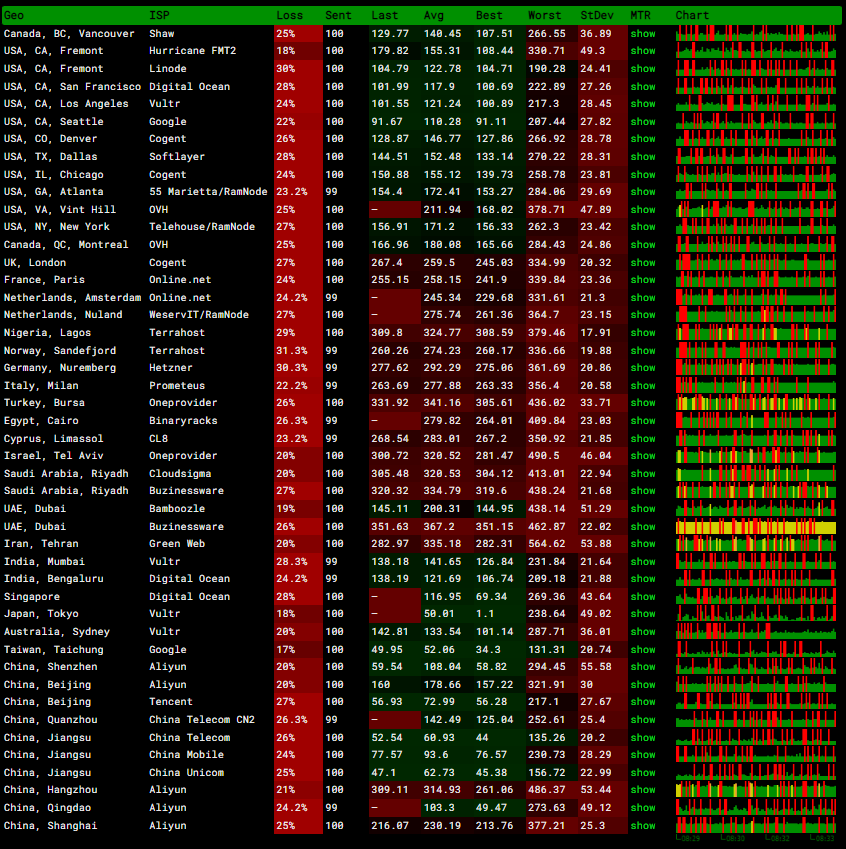 Geo ISP Loss Sent Last Avg Best Worst StDev MTR Chart
Canada, BC, Vancouver Shaw 25% 100 129.77 140.45 107.51 266.55 36.89 show
USA, CA, Fremont Hurricane FMT2 18% 100 179.82 155.31 108.44 330.71 49.3 show
USA, CA, Fremont Linode 30% 100 104.79 122.78 104.71 190.28 24.41 show
USA, CA, San Francisco Digital Ocean 28% 100 101.99 117.9 100.69 222.89 27.26 show
USA, CA, Los Angeles Vultr 24% 100 101.55 121.24 100.89 217.3 28.45 show
USA, CA, Seattle Google 22% 100 91.67 110.28 91.11 207.44 27.82 show
USA, CO, Denver Cogent 26% 100 128.87 146.77 127.86 266.92 28.78 show
USA, TX, Dallas Softlayer 28% 100 144.51 152.48 133.14 270.22 28.31 show
USA, IL, Chicago Cogent 24% 100 150.88 155.12 139.73 258.78 23.81 show
USA, GA, Atlanta 55 Marietta/RamNode 23.2% 99 154.4 172.41 153.27 284.06 29.69 show
USA, VA, Vint Hill OVH 25% 100 — 211.94 168.02 378.71 47.89 show
USA, NY, New York Telehouse/RamNode 27% 100 156.91 171.2 156.33 262.3 23.42 show
Canada, QC, Montreal OVH 25% 100 166.96 180.08 165.66 284.43 24.86 show
UK, London Cogent 27% 100 267.4 259.5 245.03 334.99 20.32 show
France, Paris Online.net 24% 100 255.15 258.15 241.9 339.84 23.36 show
Netherlands, Amsterdam Online.net 24.2% 99 — 245.34 229.68 331.61 21.3 show
Netherlands, Nuland WeservIT/RamNode 27% 100 — 275.74 261.36 364.7 23.15 show
Nigeria, Lagos Terrahost 29% 100 309.8 324.77 308.59 379.46 17.91 show
Norway, Sandefjord Terrahost 31.3% 99 260.26 274.23 260.17 336.66 19.88 show
Germany, Nuremberg Hetzner 30.3% 99 277.62 292.29 275.06 361.69 20.86 show
Italy, Milan Prometeus 22.2% 99 263.69 277.88 263.33 356.4 20.58 show
Turkey, Bursa Oneprovider 26% 100 331.92 341.16 305.61 436.02 33.71 show
Egypt, Cairo Binaryracks 26.3% 99 — 279.82 264.01 409.84 23.03 show
Cyprus, Limassol CL8 23.2% 99 268.54 283.01 267.2 350.92 21.85 show
Israel, Tel Aviv Oneprovider 20% 100 300.72 320.52 281.47 490.5 46.04 show
Saudi Arabia, Riyadh Cloudsigma 20% 100 305.48 320.53 304.12 413.01 22.94 show
Saudi Arabia, Riyadh Buzinessware 27% 100 320.32 334.79 319.6 438.24 21.68 show
UAE, Dubai Bamboozle 19% 100 145.11 200.31 144.95 438.14 51.29 show
UAE, Dubai Buzinessware 26% 100 351.63 367.2 351.15 462.87 22.02 show
Iran, Tehran Green Web 20% 100 282.97 335.18 282.31 564.62 53.88 show
India, Mumbai Vultr 28.3% 99 138.18 141.65 126.84 231.84 21.64 show
India, Bengaluru Digital Ocean 24.2% 99 138.19 121.69 106.74 209.18 21.88 show
Singapore Digital Ocean 28% 100 — 116.95 69.34 269.36 43.64 show
Japan, Tokyo Vultr 18% 100 — 50.01 1.1 238.64 49.02 show
Australia, Sydney Vultr 20% 100 142.81 133.54 101.14 287.71 36.01 show
Taiwan, Taichung Google 17% 100 49.95 52.06 34.3 131.31 20.74 show
China, Shenzhen Aliyun 20% 100 59.54 108.04 58.82 294.45 55.58 show
China, Beijing Aliyun 20% 100 160 178.66 157.22 321.91 30 show
China, Beijing Tencent 27% 100 56.93 72.99 56.28 217.1 27.67 show
China, Quanzhou China Telecom CN2 26.3% 99 — 142.49 125.04 252.61 25.4 show
China, Jiangsu China Telecom 26% 100 52.54 60.93 44 135.26 20.2 show
China, Jiangsu China Mobile 24% 100 77.57 93.6 76.57 230.73 28.29 show
China, Jiangsu China Unicom 25% 100 47.1 62.73 45.38 156.72 22.99 show
China, Hangzhou Aliyun 21% 100 309.11 314.93 261.06 486.37 53.44 show
China, Qingdao Aliyun 24.2% 99 — 103.3 49.47 273.63 49.12 show
China, Shanghai Aliyun 25% 100 216.07 230.19 213.76 377.21 25.3 show
08:29 08:30 08:32 08:33